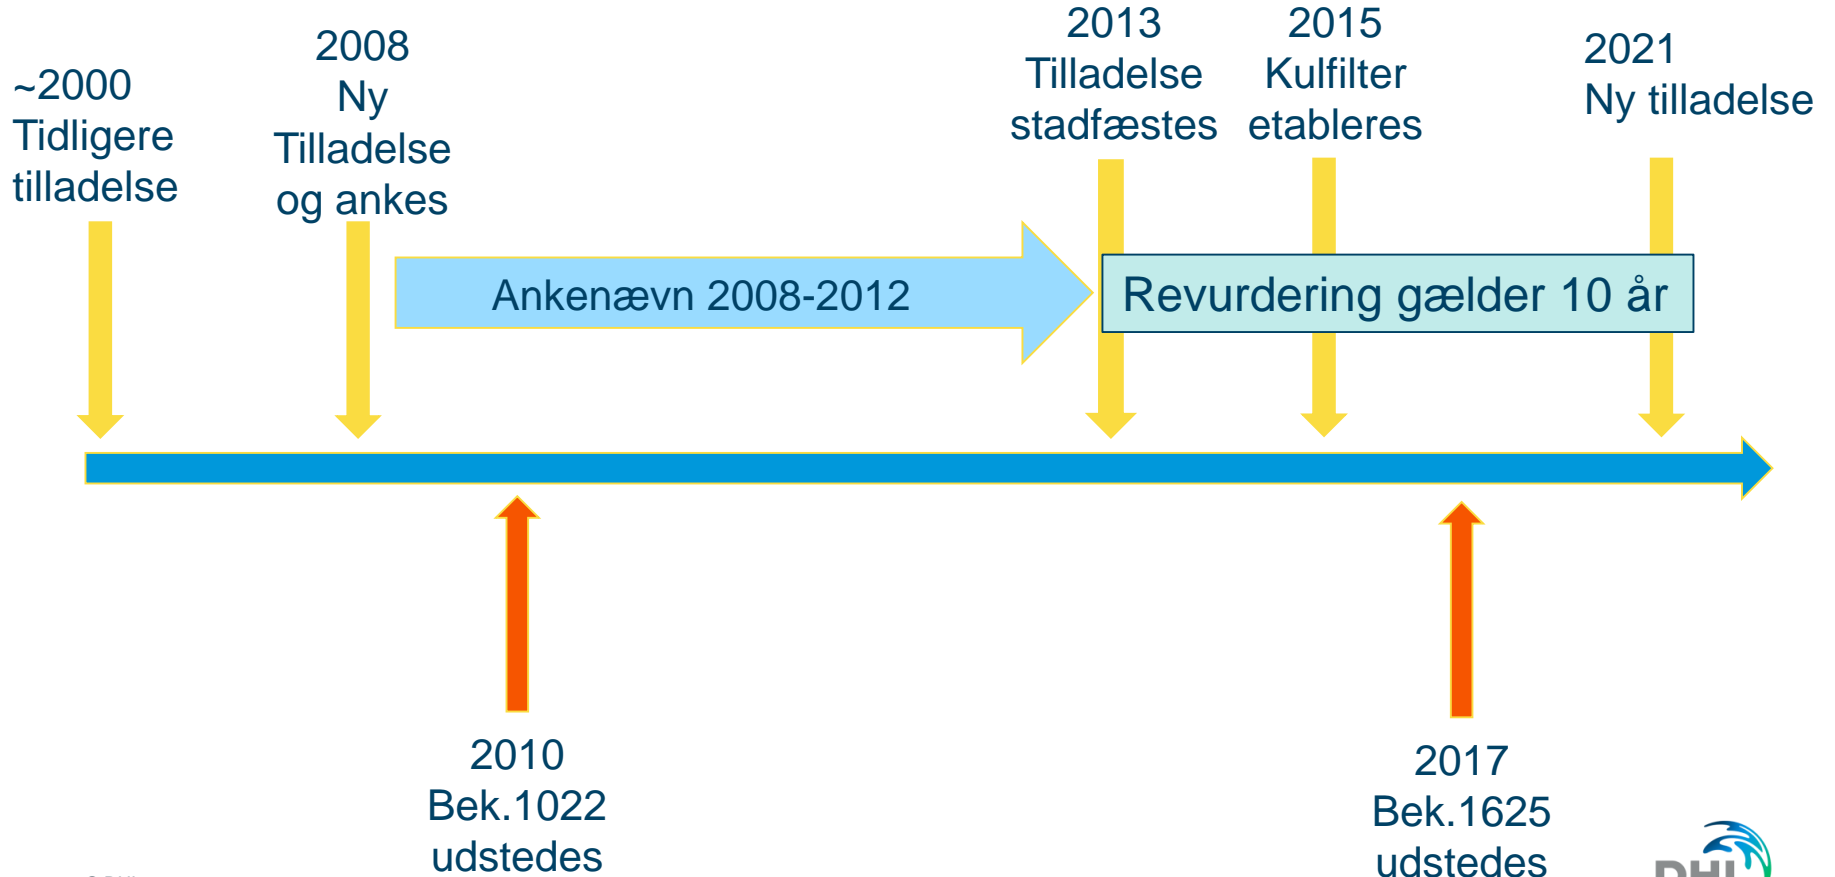 ~2000
Tidligere
tilladelse
2008
Ny
Tilladelse
og ankes
2013
Tilladelse
stadfæstes
2015
Kulfilter
etableres
2021
Ny tilladelse
Ankenævn 2008-2012
Revurdering gælder 10 år
2010
Bek.1022
udstedes
2017
Bek.1625
udstedes
DHI